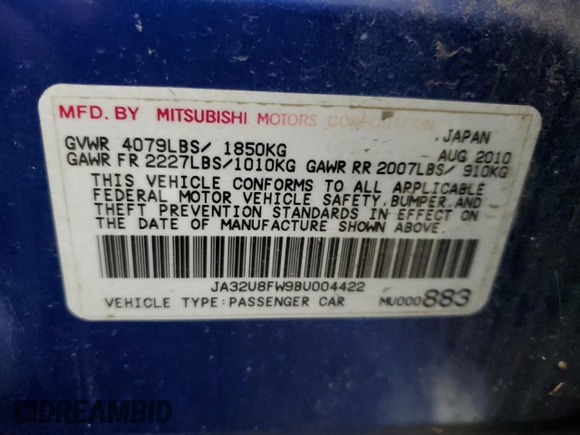 MFD. BY MITSUBISHI MOTORS CORPORATION, JAPAN
GVWR 4079LBS/ 1850KG AUG 2010
GAWR FR 2227LBS/1010KG GAWR RR 2007LBS/ 910KG
THIS VEHICLE CONFORMS TO ALL APPLICABLE
FEDERAL MOTOR VEHICLE SAFETY, BUMPER, AND
THEFT PREVENTION STANDARDS IN EFFECT ON
THE DATE OF MANUFACTURE SHOWN ABOVE.
JA32U8FW9BU004422
VEHICLE TYPE:PASSENGER CAR MU000883
DREAMBID